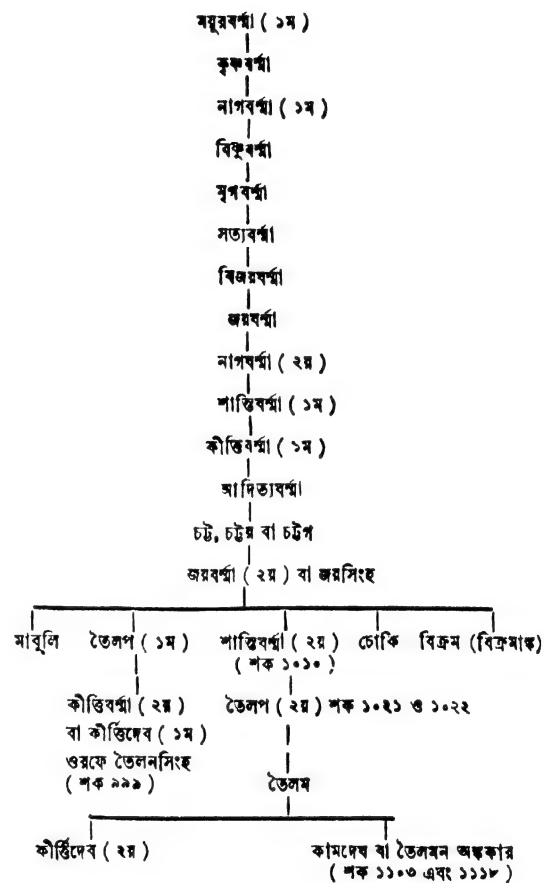 ময়ূরবর্ম্মা ( ১ম )
কৃষ্ণবর্ম্মা
নাগবর্ম্মা ( ১ম )
বিষ্ণুবর্ম্মা
মৃগবর্ম্মা
সত্যবর্ম্মা
বিজয়বর্ম্মা
জয়বর্ম্মা
নাগবর্ম্মা ( ২য় )
শান্তিবর্ম্মা ( ১ম )
কীর্ত্তিবর্ম্মা ( ১ম )
আদিত্যবর্ম্মা
চট্ট, চট্টয় বা চট্টগ
জয়বর্ম্মা ( ২য় ) বা জয়সিংহ
মাবুলি তৈলপ ( ১ম ) শান্তিবর্ম্মা ( ২য় ) চোকি বিক্রম (বিক্রমাঙ্ক)
( শক ১০১০ )
কীর্ত্তিবর্ম্মা ( ২য় ) তৈলপ ( ২য় ) শক ১০২১ ও ১০২২
বা কীর্ত্তিদেব ( ১ম )
ওরফে তৈলনসিংহ
( শক ৯৯৯ ) তৈলম
কীর্ত্তিদেব ( ২য় ) কামদেব বা তৈলমন অঙ্ককার
( শক ১১০৩ এবং ১১১৮ )